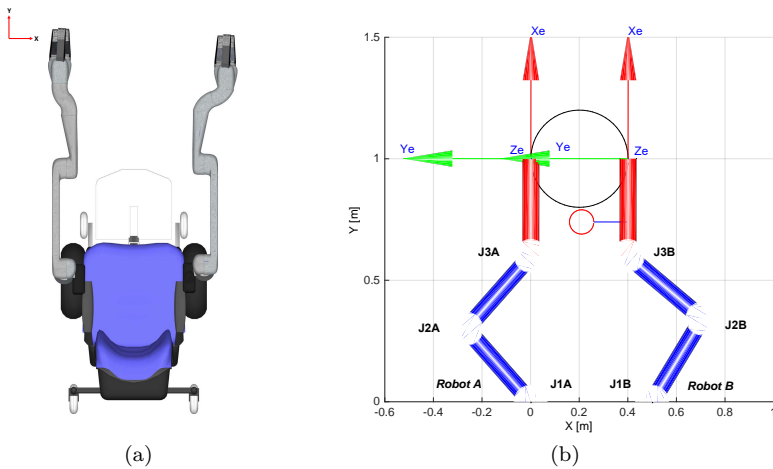 Y
X
(a)
1.5
1
0.5
0
Y [m]
-0.6
-0.4
-0.2
0
0.2
0.4
0.6
0.8
1
X [m]
Xe
Xe
Ye
Ze
Ye
Ze
J3A
J3B
J2A
J2B
Robot A
J1A
J1B
Robot B
(b)